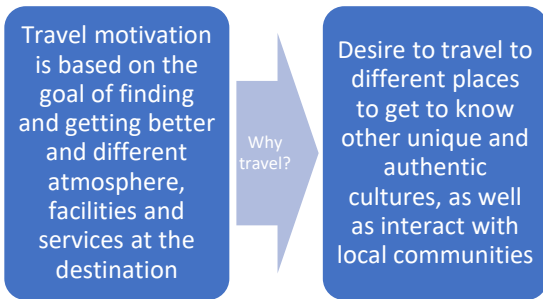 Travel motivation
is based on the
goal of finding
and getting better
and different
atmosphere,
facilities and
services at the
destination
Why
travel?
Desire to travel to
different places
to get to know
other unique and
authentic
cultures, as well
as interact with
local communities